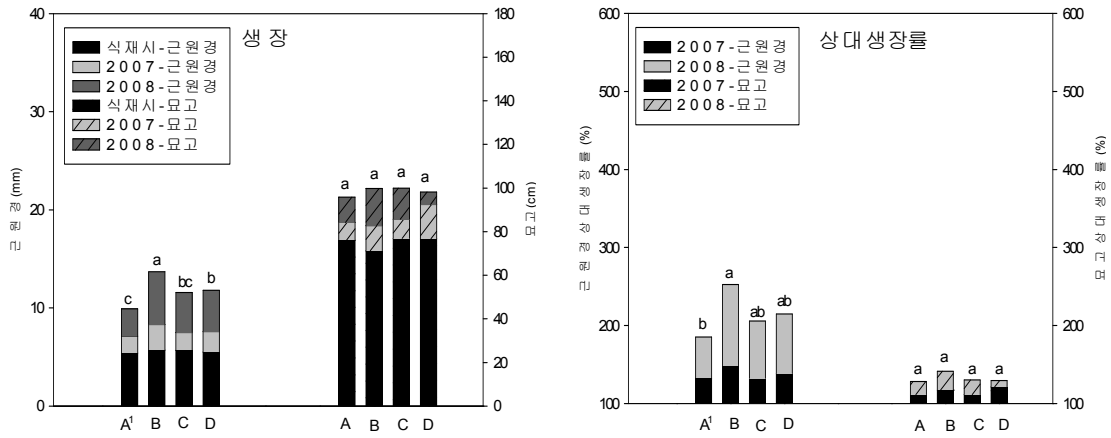 생 장
식재시-근원경
2007-근원경
2008-근원경
식재시-묘고
2007-묘고
2008-묘고
근 원 경 (mm)
40
30
20
10
0
c a bc b
a a a a
A¹ B C D
A B C D
180
160
140
120
100
80
60
40
20
0
묘고 (cm)
상대생장률
2007-근원경
2008-근원경
2007-묘고
2008-묘고
근 원 경 상 대 생 장 률 (%)
600
500
400
300
200
100
b a ab ab
a a a a
A¹ B C D
A B C D
600
500
400
300
200
100
묘 고 상 대 생 장 률 (%)